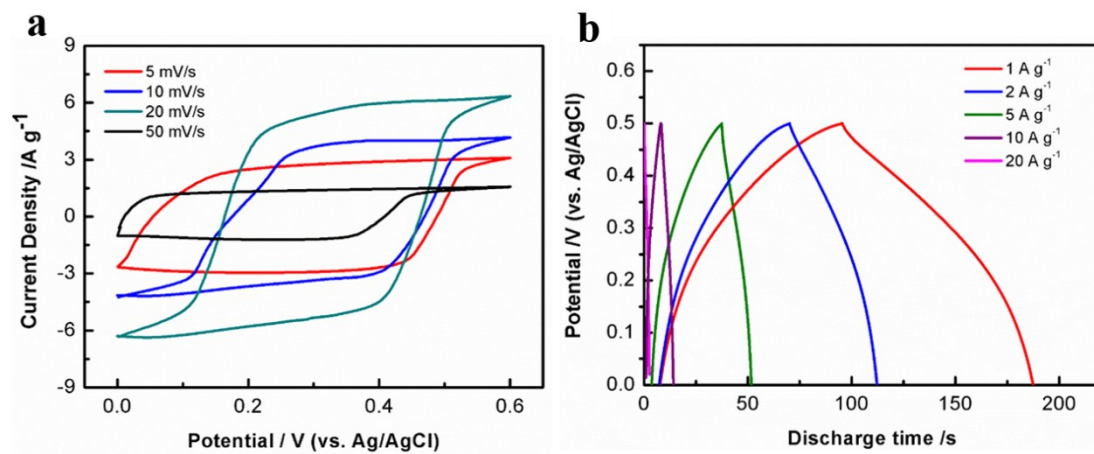 a
9
6
3
0
-3
-6
-9
Current Density /A g⁻¹
5 mV/s
10 mV/s
20 mV/s
50 mV/s
0.0 0.2 0.4 0.6
Potential / V (vs. Ag/AgCl)
b
0.6
0.5
0.4
0.3
0.2
0.1
0.0
Potential /V (vs. Ag/AgCl)
1 A g⁻¹
2 A g⁻¹
5 A g⁻¹
10 A g⁻¹
20 A g⁻¹
0 50 100 150 200
Discharge time /s